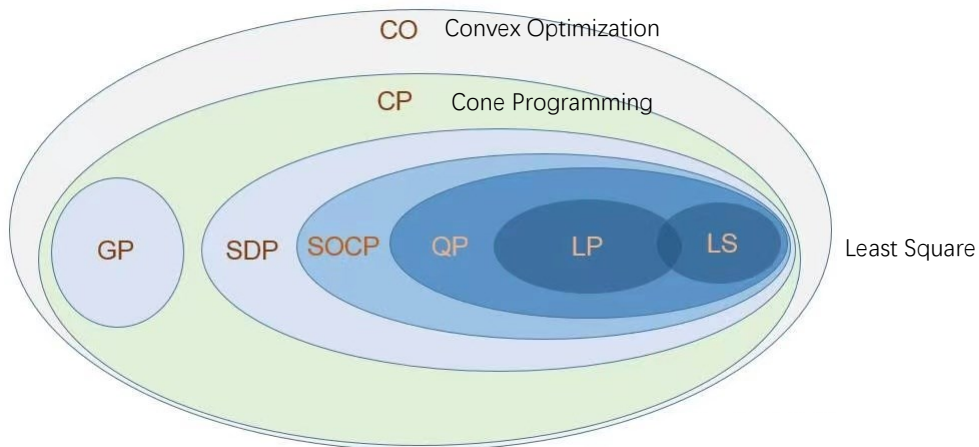 CO Convex Optimization
CP Cone Programming
GP SDP SOCP QP LP LS Least Square